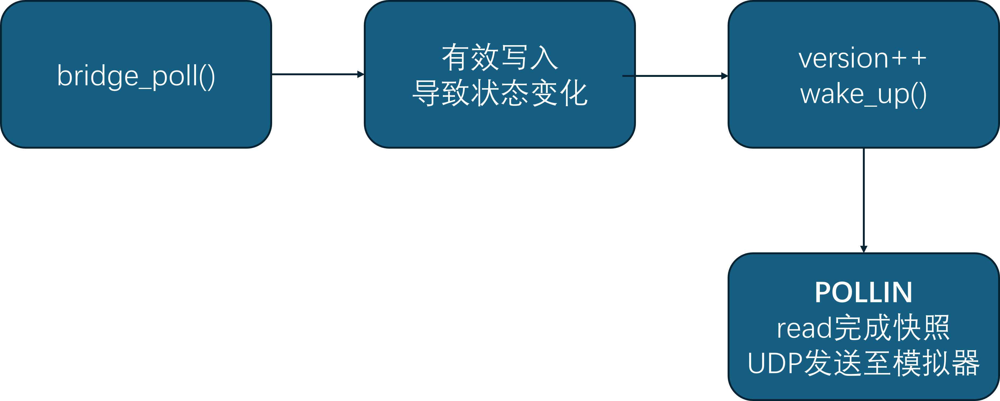 bridge_poll()
有效写入
导致状态变化
version++
wake_up()
POLLIN
read完成快照
UDP发送至模拟器